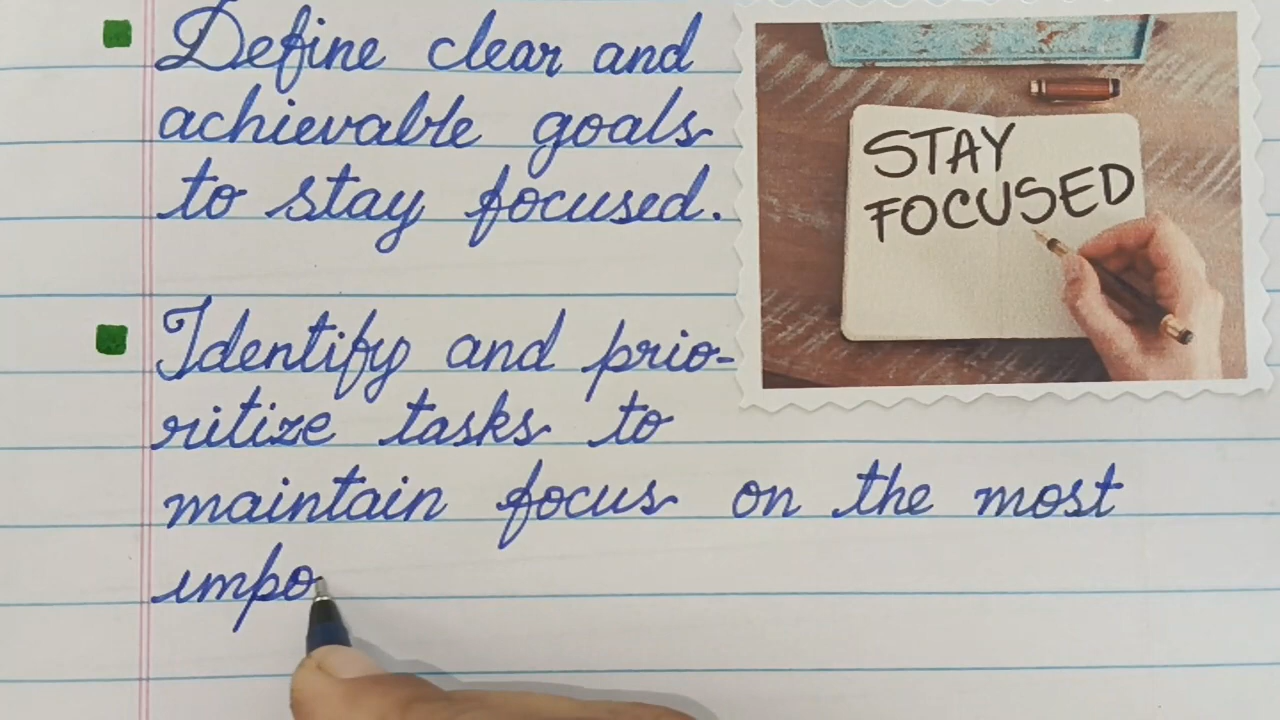 Define clear and
achievable goals
to stay focused.
Identify and prio-
ritize tasks to
maintain focus on the most
impo
STAY
FOCUSED